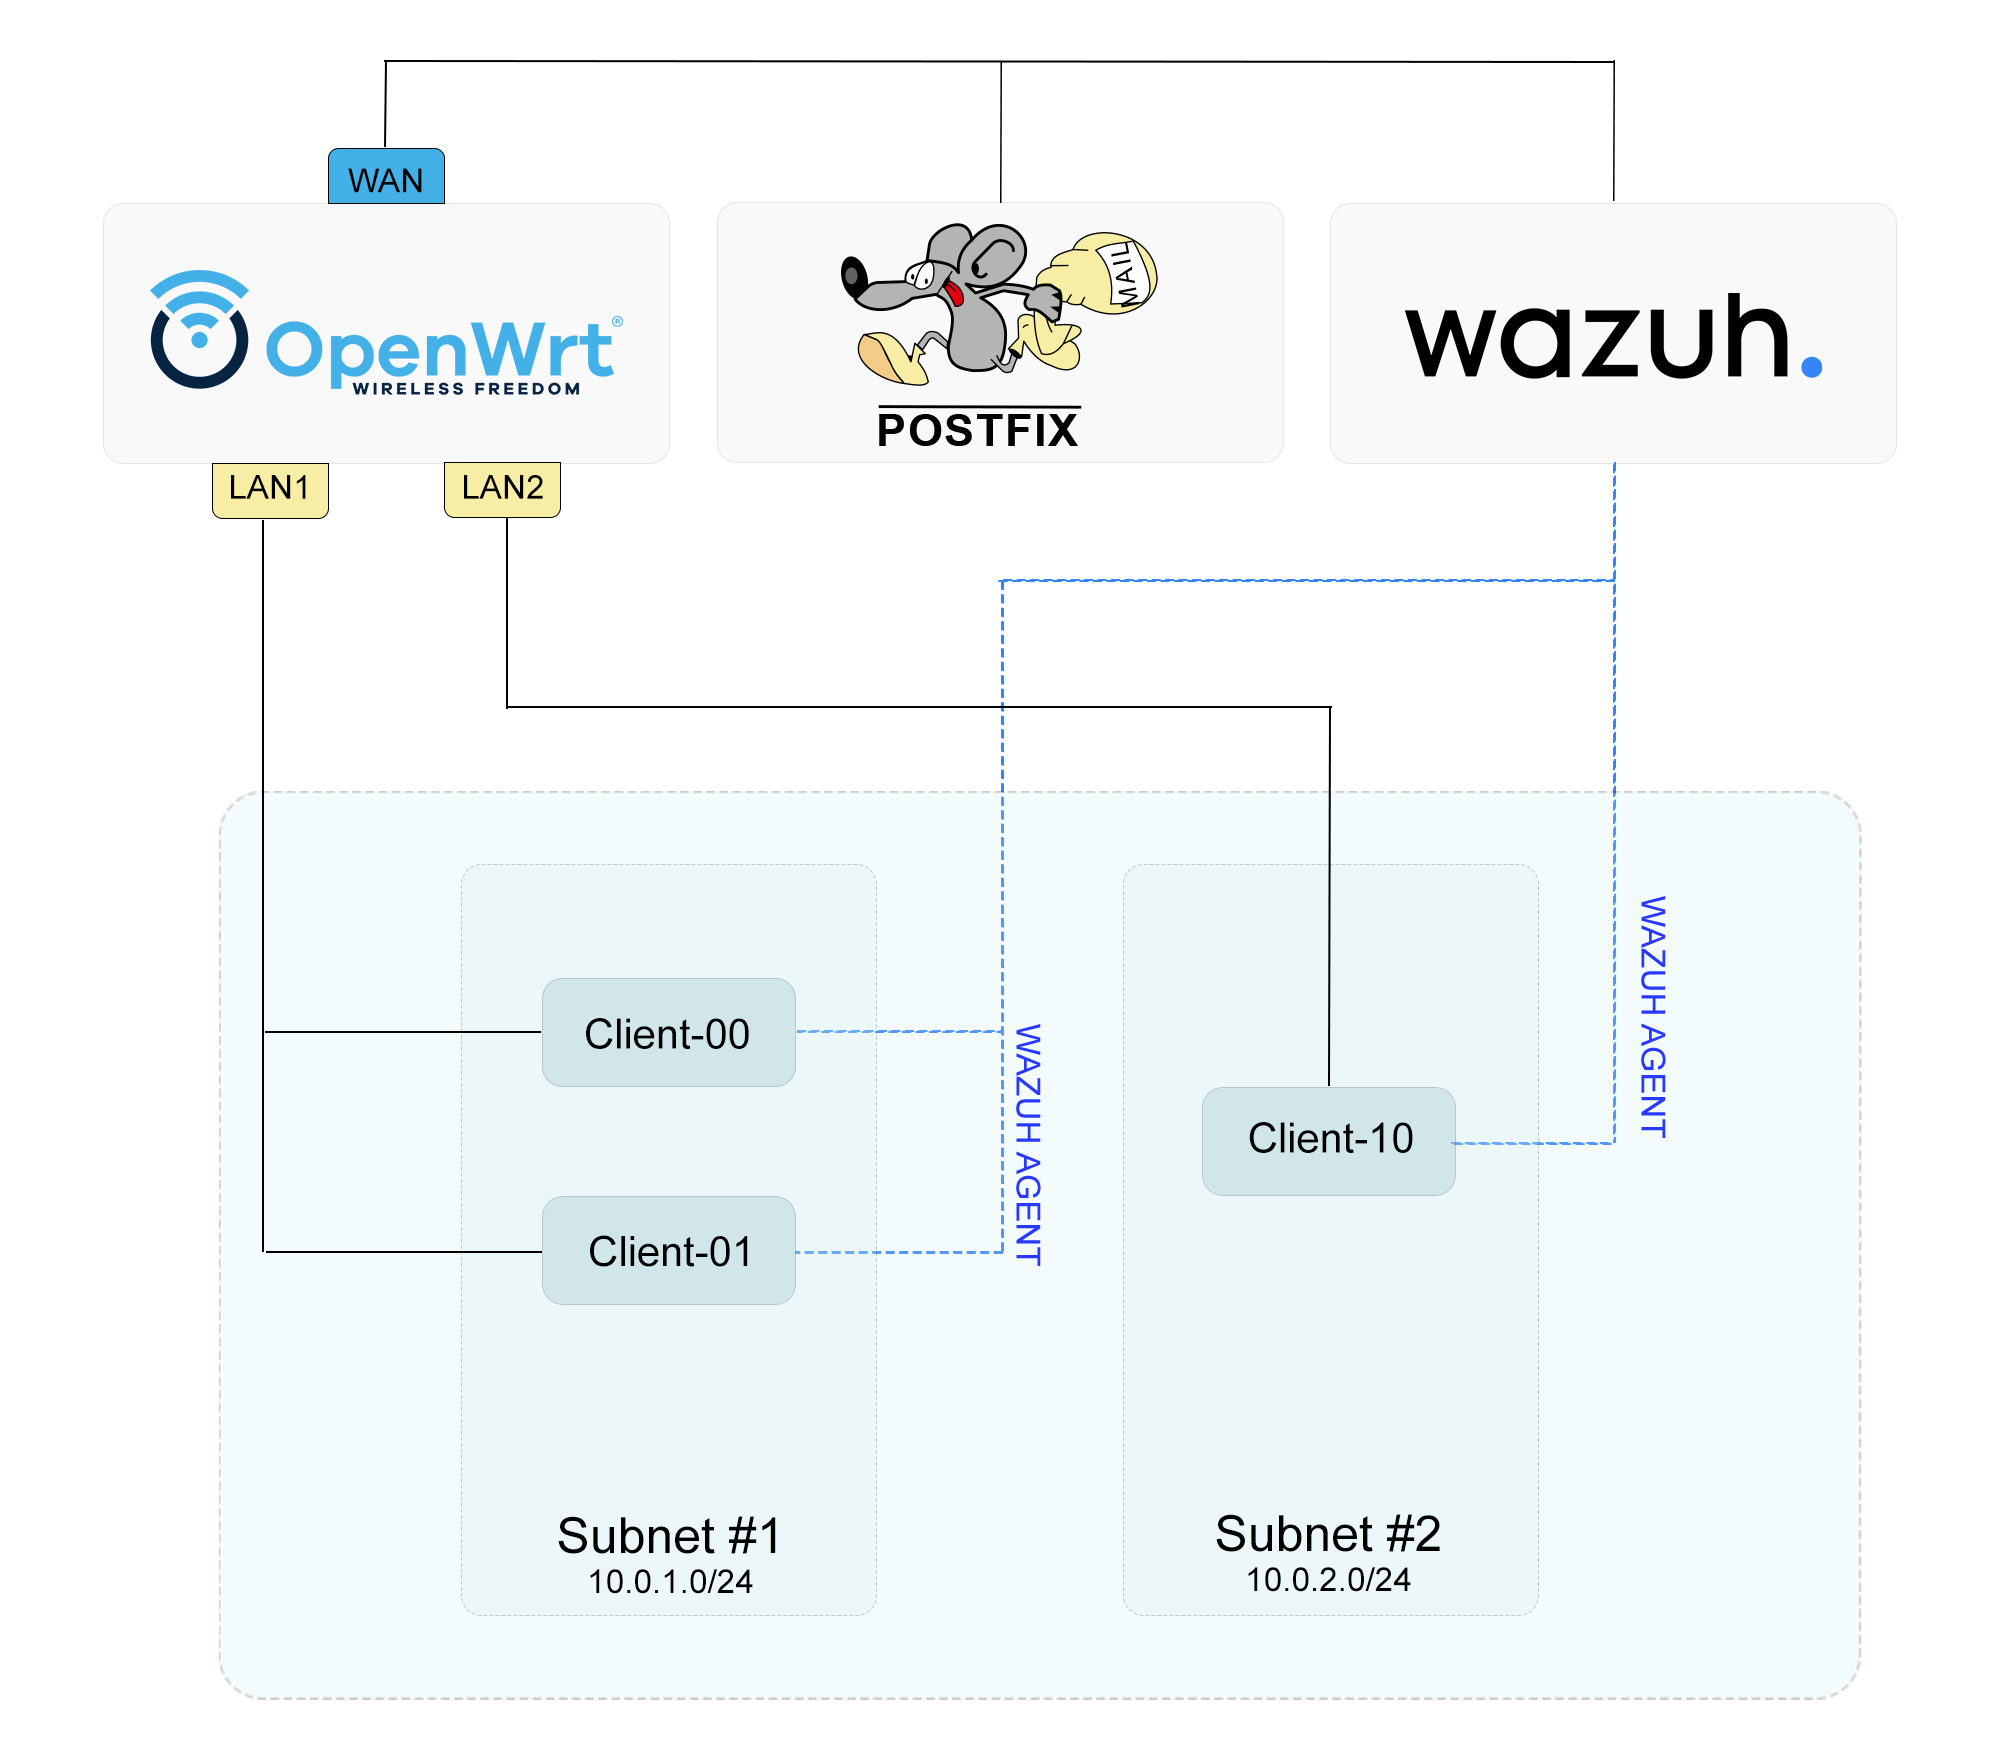 WAN
OpenWrt®
WIRELESS FREEDOM
MAIL
POSTFIX
wazuh.
LAN1
LAN2
WAZUH AGENT
Client-00
WAZUH AGENT
Client-10
Client-01
Subnet #1
10.0.1.0/24
Subnet #2
10.0.2.0/24